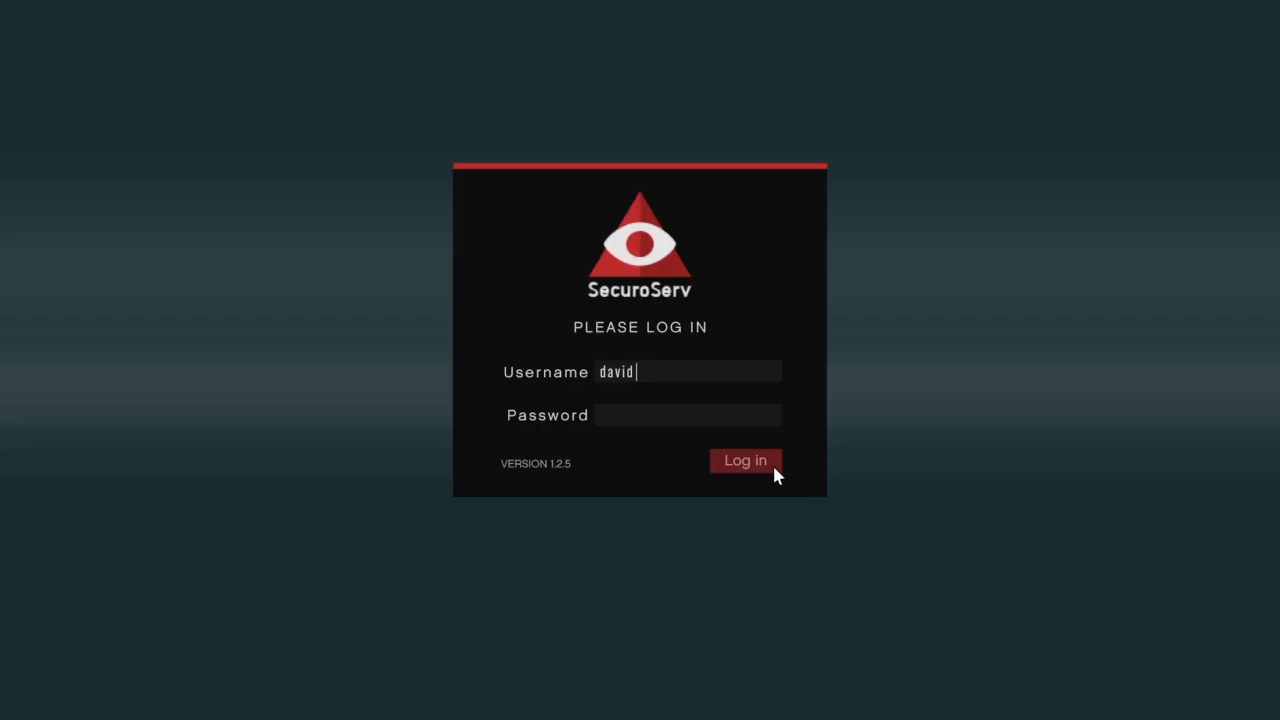 SecuroServ
PLEASE LOG IN
Username david
Password
VERSION 1.2.5 Log in